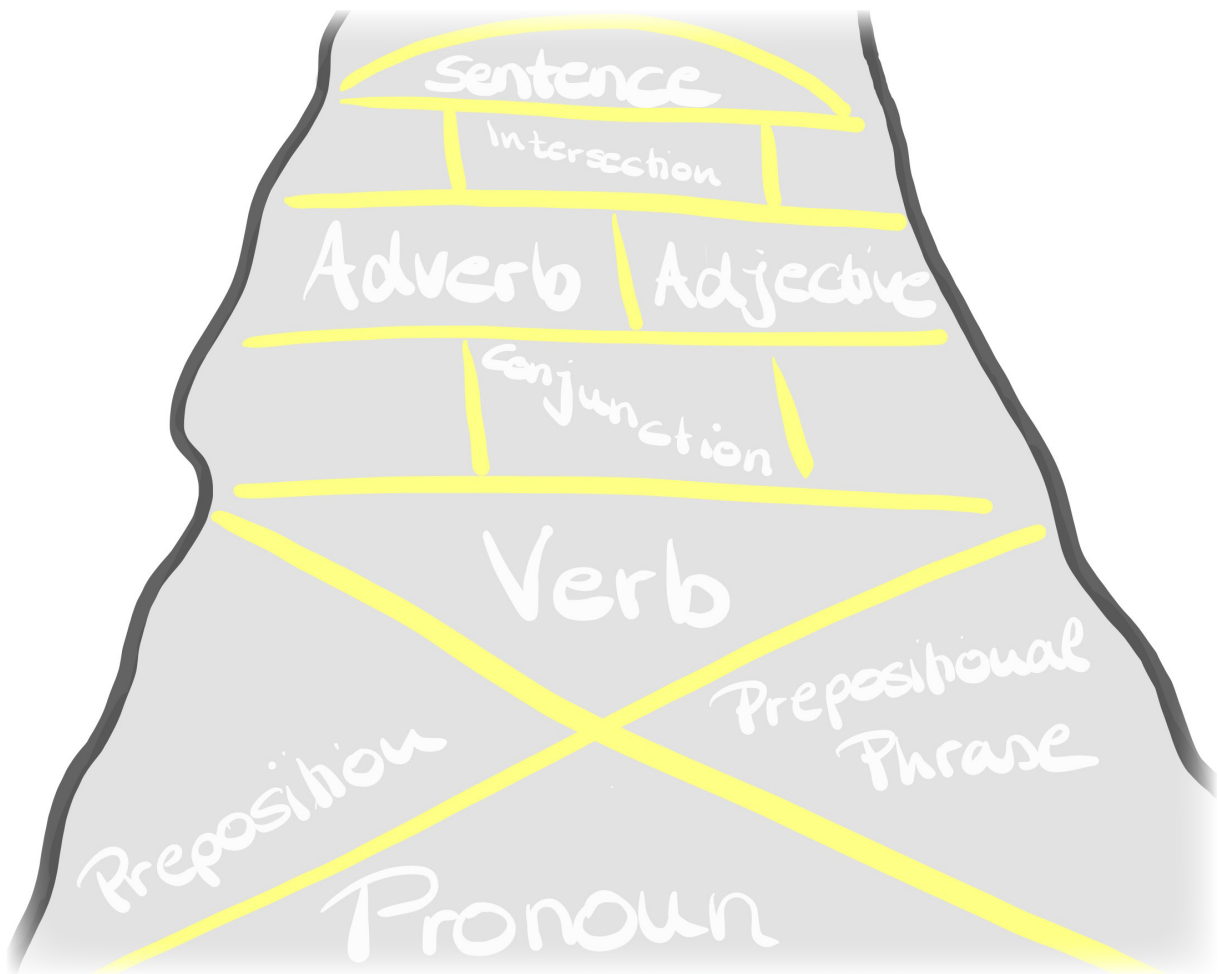 Sentence
Intersection
Adverb Adjective
Conjunction
Verb
Prepositional
Phrase
Preposition
Pronoun